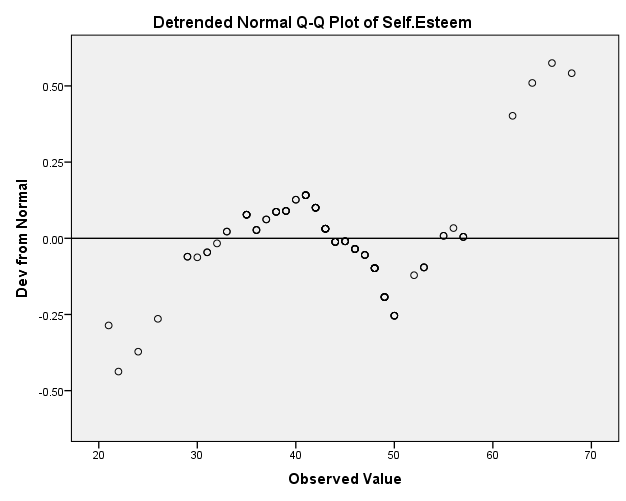 Detrended Normal Q-Q Plot of Self.Esteem
Dev from Normal
0.50
0.25
0.00
-0.25
-0.50
20 30 40 50 60 70
Observed Value